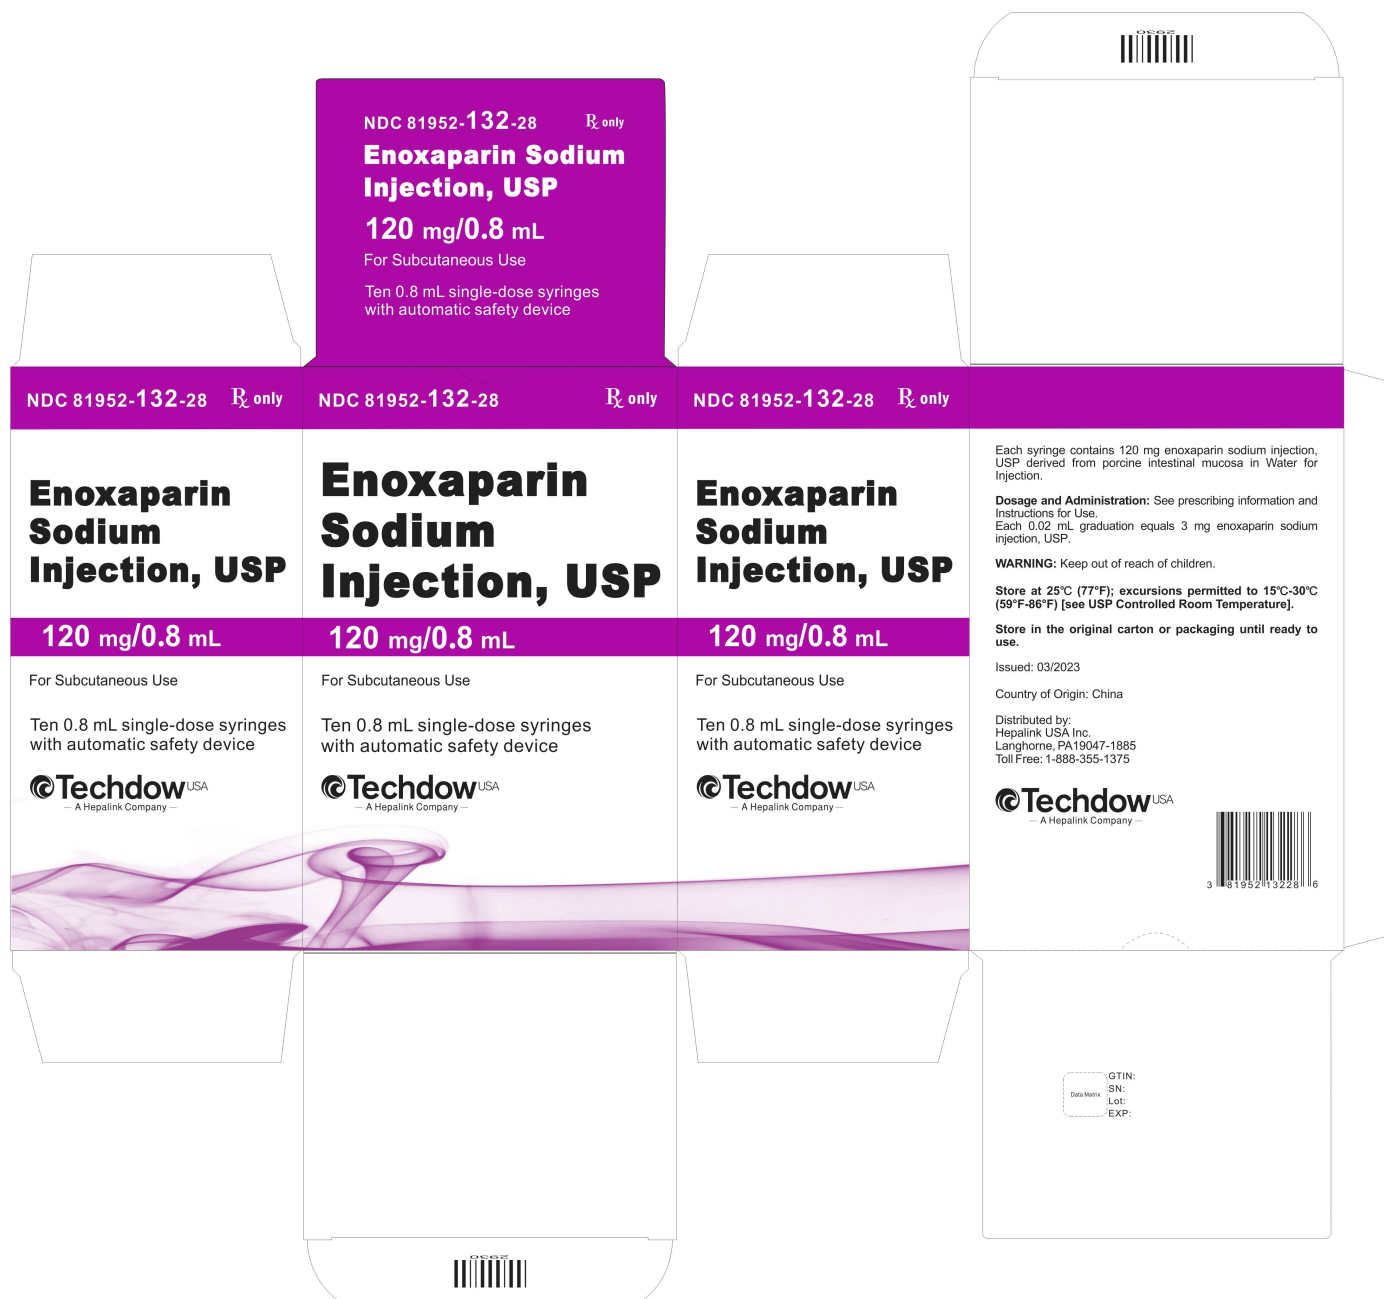 2930
NDC 81952-132-28 Rx only
Enoxaparin Sodium
Injection, USP
120 mg/0.8 mL
For Subcutaneous Use
Ten 0.8 mL single-dose syringes
with automatic safety device
NDC 81952-132-28 Rx only
Enoxaparin
Sodium
Injection, USP
120 mg/0.8 mL
For Subcutaneous Use
Ten 0.8 mL single-dose syringes
with automatic safety device
Techdow USA
— A Hepalink Company —
NDC 81952-132-28 Rx only
Enoxaparin
Sodium
Injection, USP
120 mg/0.8 mL
For Subcutaneous Use
Ten 0.8 mL single-dose syringes
with automatic safety device
Techdow USA
— A Hepalink Company —
NDC 81952-132-28 Rx only
Enoxaparin
Sodium
Injection, USP
120 mg/0.8 mL
For Subcutaneous Use
Ten 0.8 mL single-dose syringes
with automatic safety device
Techdow USA
— A Hepalink Company —
Each syringe contains 120 mg enoxaparin sodium injection,
USP derived from porcine intestinal mucosa in Water for
Injection.
Dosage and Administration: See prescribing information and
Instructions for Use.
Each 0.02 mL graduation equals 3 mg enoxaparin sodium
injection, USP.
WARNING: Keep out of reach of children.
Store at 25℃ (77°F); excursions permitted to 15℃-30℃
(59°F-86°F) [see USP Controlled Room Temperature].
Store in the original carton or packaging until ready to
use.
Issued: 03/2023
Country of Origin: China
Distributed by:
Hepalink USA Inc.
Langhorne, PA19047-1885
Toll Free: 1-888-355-1375
Techdow USA
— A Hepalink Company —
3 81952 13228 6
Data Matrix
GTIN:
SN:
Lot:
EXP:
2930